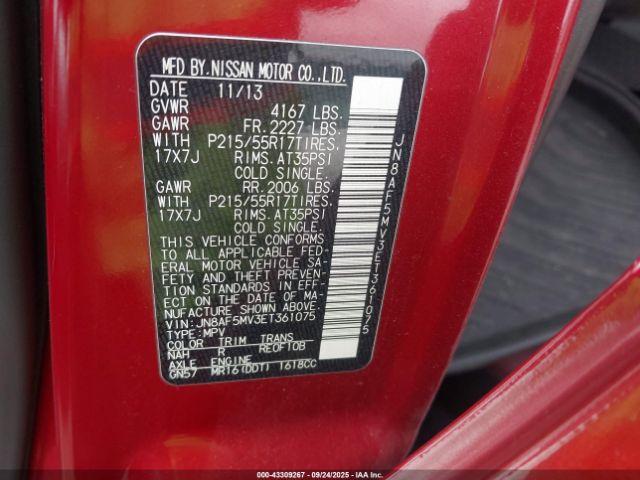 MFD BY.NISSAN MOTOR CO.,LTD.
DATE 11/13
GVWR 4167 LBS.
GAWR FR.2227 LBS.
WITH P215/55R17TIRES.
17X7J RIMS.AT35PSI
COLD SINGLE.
GAWR RR.2006 LBS.
WITH P215/55R17TIRES.
17X7J RIMS.AT35PSI
COLD SINGLE.
THIS VEHICLE CONFORMS
TO ALL APPLICABLE FED-
ERAL MOTOR VEHICLE SA-
FETY AND THEFT PREVEN-
TION STANDARDS IN EFF-
ECT ON THE DATE OF MA-
NUFACTURE SHOWN ABOVE.
VIN:JN8AF5MV3ET361075
TYPE:MPV
COLOR TRIM TRANS
NAH R REOF10B
AXLE ENGINE
GN57 MR16(DDT) 1618CC
JN8AF5MV3ET361075
000-43309267 - 09/24/2025 - IAA Inc.